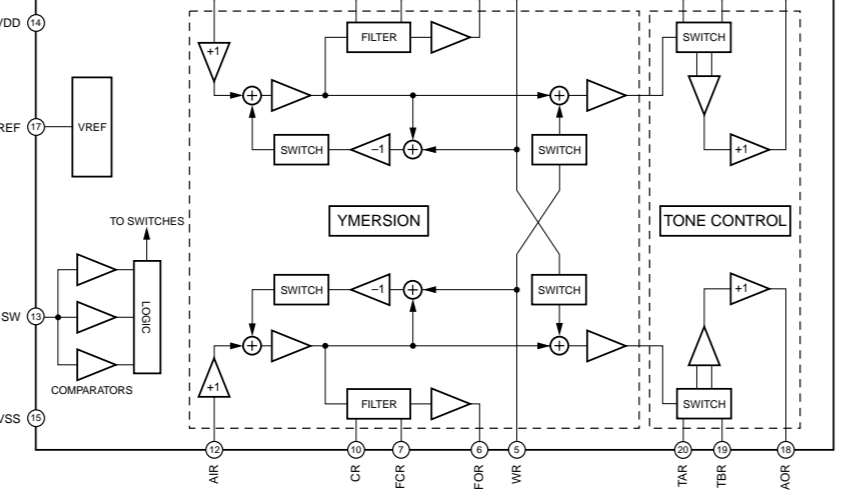 /DD
14
+1
FILTER
SWITCH
REF
17
VREF
SWITCH
–1
SWITCH
+1
TO SWITCHES
YMERSION
TONE CONTROL
SW
13
LOGIC
COMPARATORS
SWITCH
–1
SWITCH
+1
+1
FILTER
SWITCH
/SS
15
12
10
7
6
5
20
19
18
AIR
CR
FCR
FOR
WR
TAR
TBR
AOR